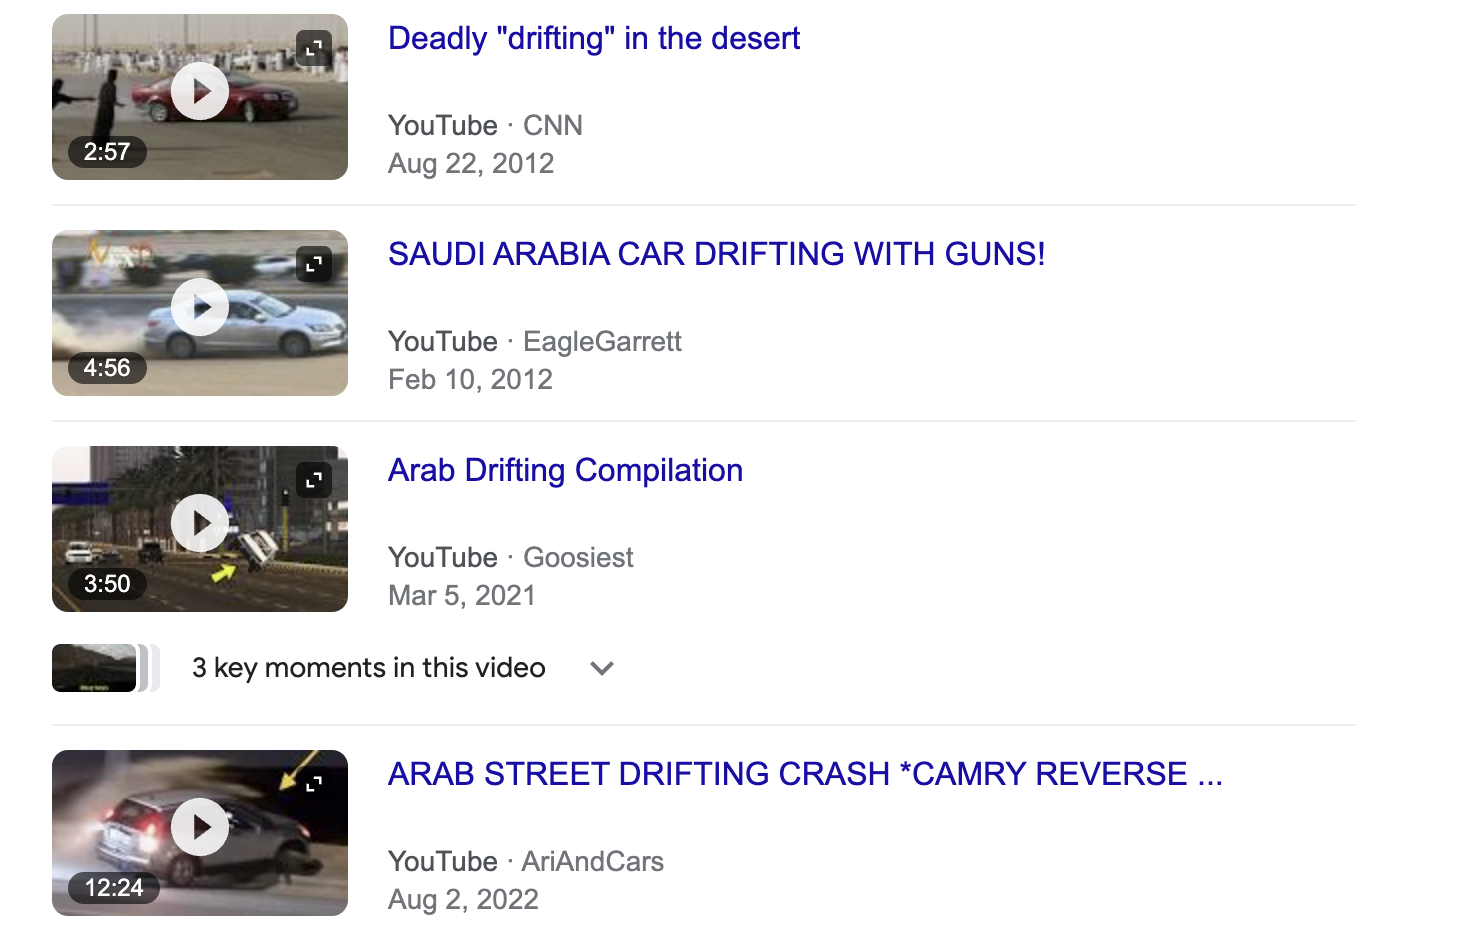 Deadly "drifting" in the desert
YouTube · CNN
Aug 22, 2012
2:57
SAUDI ARABIA CAR DRIFTING WITH GUNS!
YouTube · EagleGarrett
Feb 10, 2012
4:56
Arab Drifting Compilation
YouTube · Goosiest
Mar 5, 2021
3:50
3 key moments in this video
ARAB STREET DRIFTING CRASH *CAMRY REVERSE ...
YouTube · AriAndCars
Aug 2, 2022
12:24